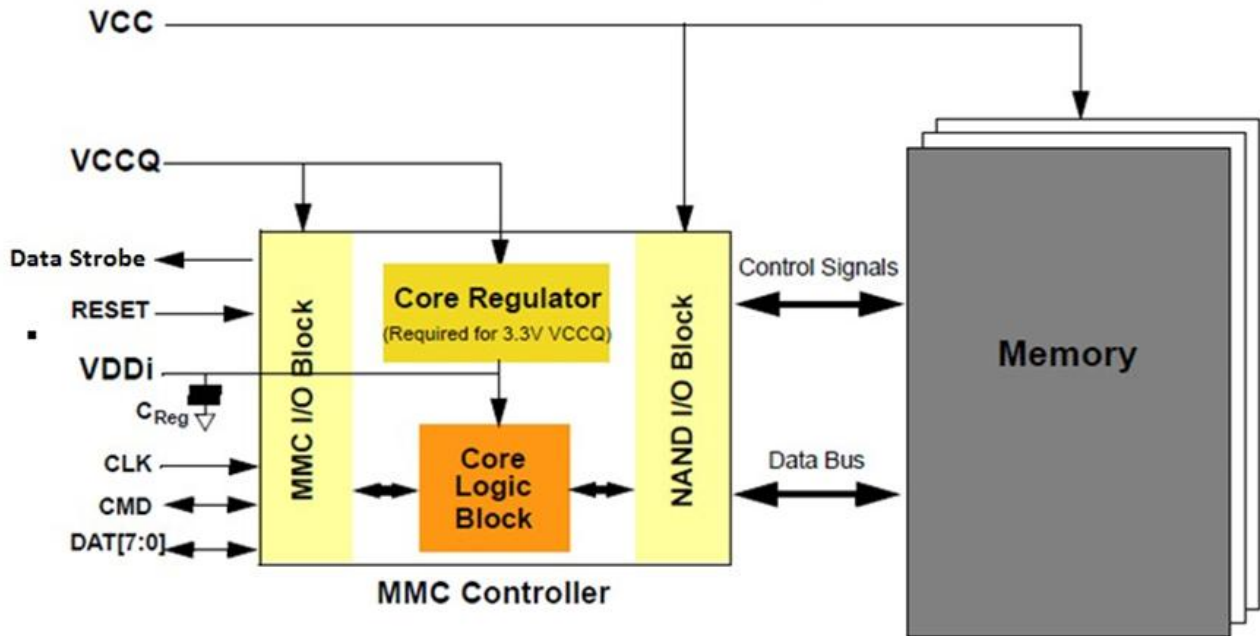 VCC
VCCQ
Data Strobe
RESET
VDDi
CReg
CLK
CMD
DAT[7:0]
MMC I/O Block
Core Regulator
(Required for 3.3V VCCQ)
Core
Logic
Block
NAND I/O Block
MMC Controller
Control Signals
Data Bus
Memory